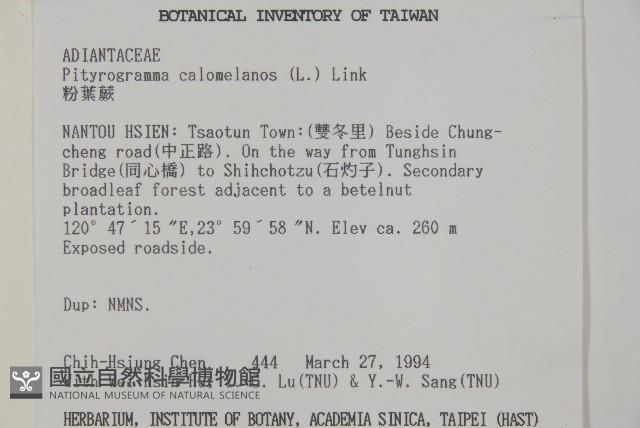 BOTANICAL INVENTORY OF TAIWAN
ADIANTACEAE
Pityrogramma calomelanos (L.) Link
粉葉蕨
NANTOU HSIEN: Tsaotun Town:(雙冬里) Beside Chung-
cheng road(中正路). On the way from Tunghsin
Bridge(同心橋) to Shihchotzu(石灼子). Secondary
broadleaf forest adjacent to a betelnut
plantation.
120° 47´15 ″E,23° 59´58 ″N. Elev ca. 260 m
Exposed roadside.
Dup: NMNS.
Chih-Hsiung Chen 444 March 27, 1994
國立自然科學博物館
Lu(TNU) & Y.-W. Sang(TNU)
NATIONAL MUSEUM OF NATURAL SCIENCE
HERBARIUM, INSTITUTE OF BOTANY, ACADEMIA SINICA, TAIPEI (HAST)